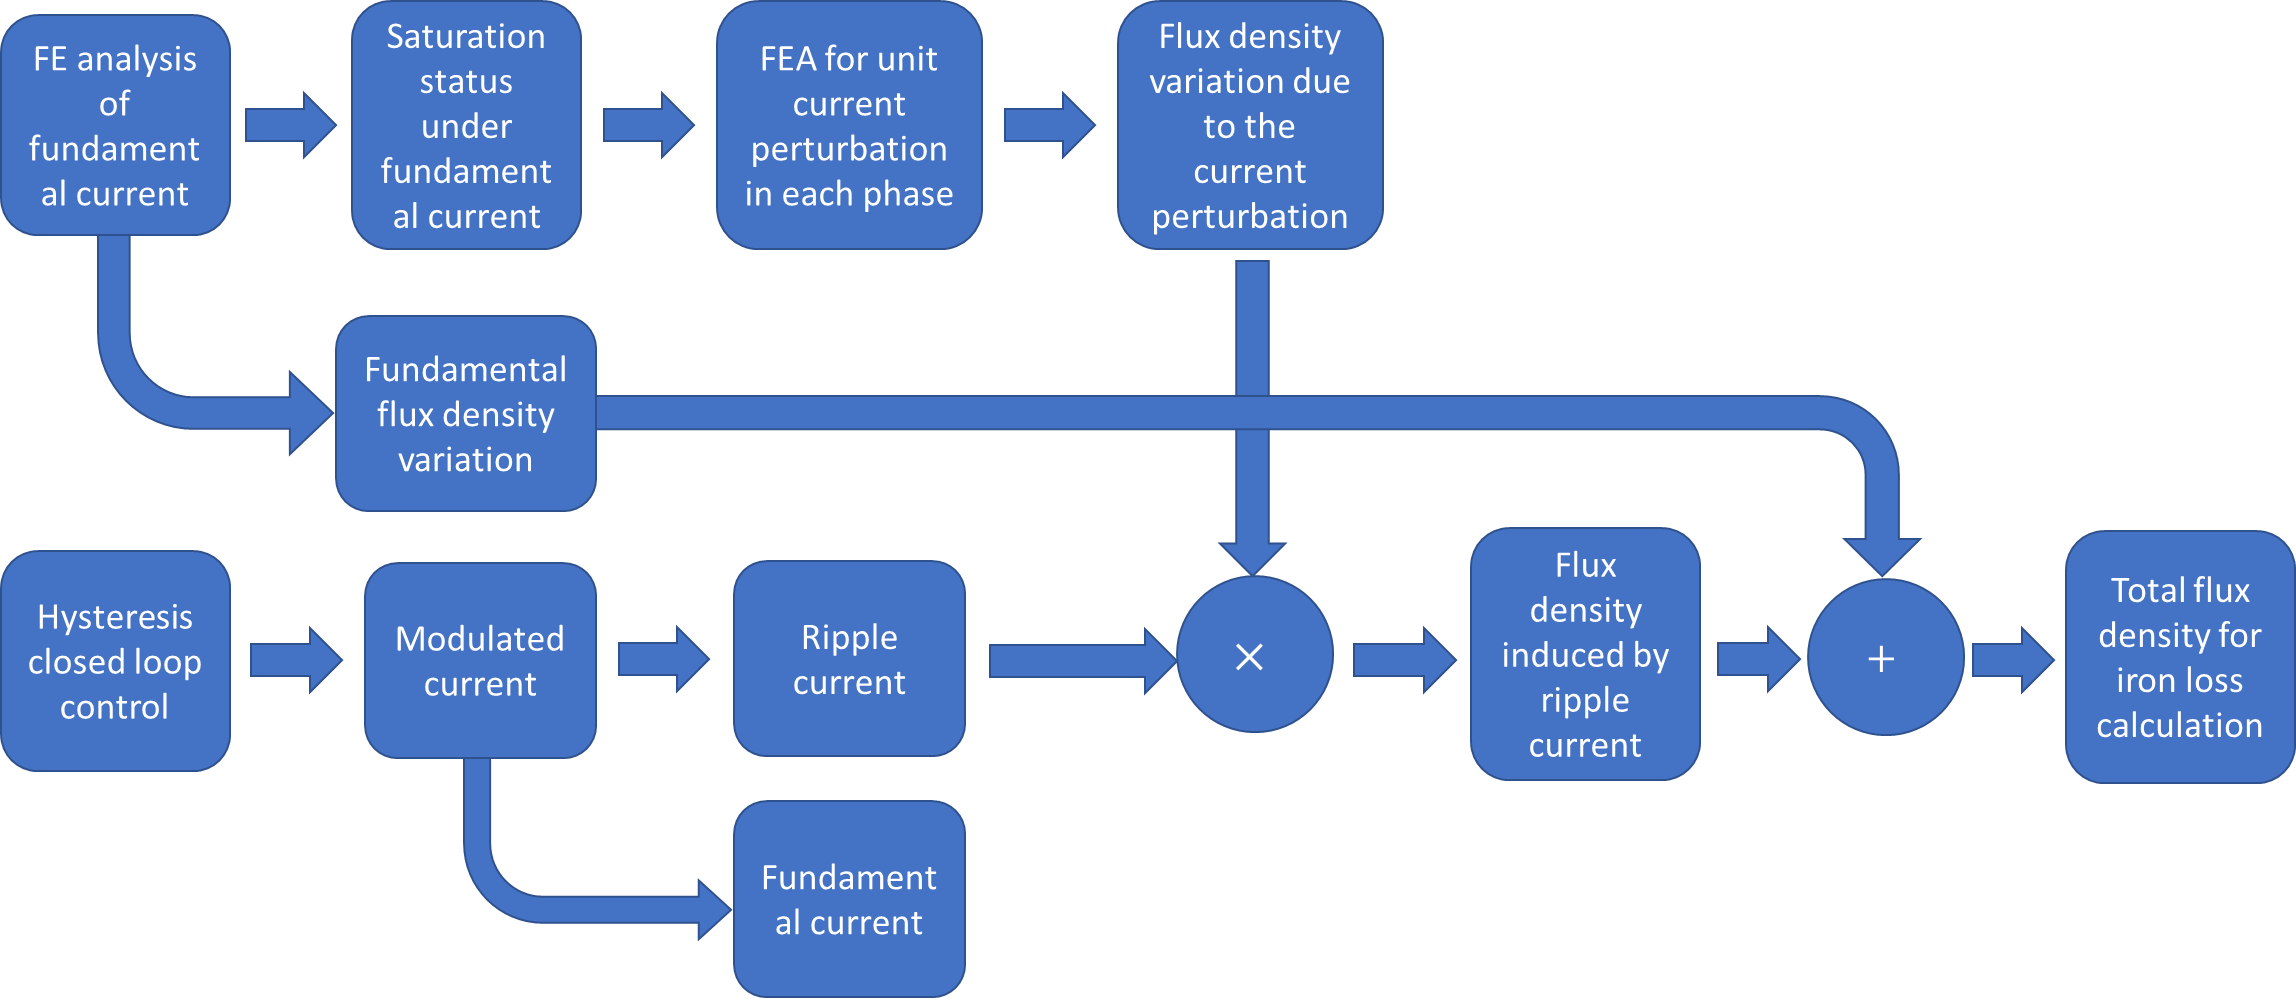 FE analysis
of
fundament
al current
Saturation
status
under
fundament
al current
FEA for unit
current
perturbation
in each phase
Flux density
variation due
to the
current
perturbation
Fundamental
flux density
variation
Hysteresis
closed loop
control
Modulated
current
Ripple
current
×
Flux
density
induced by
ripple
current
+
Total flux
density for
iron loss
calculation
Fundament
al current